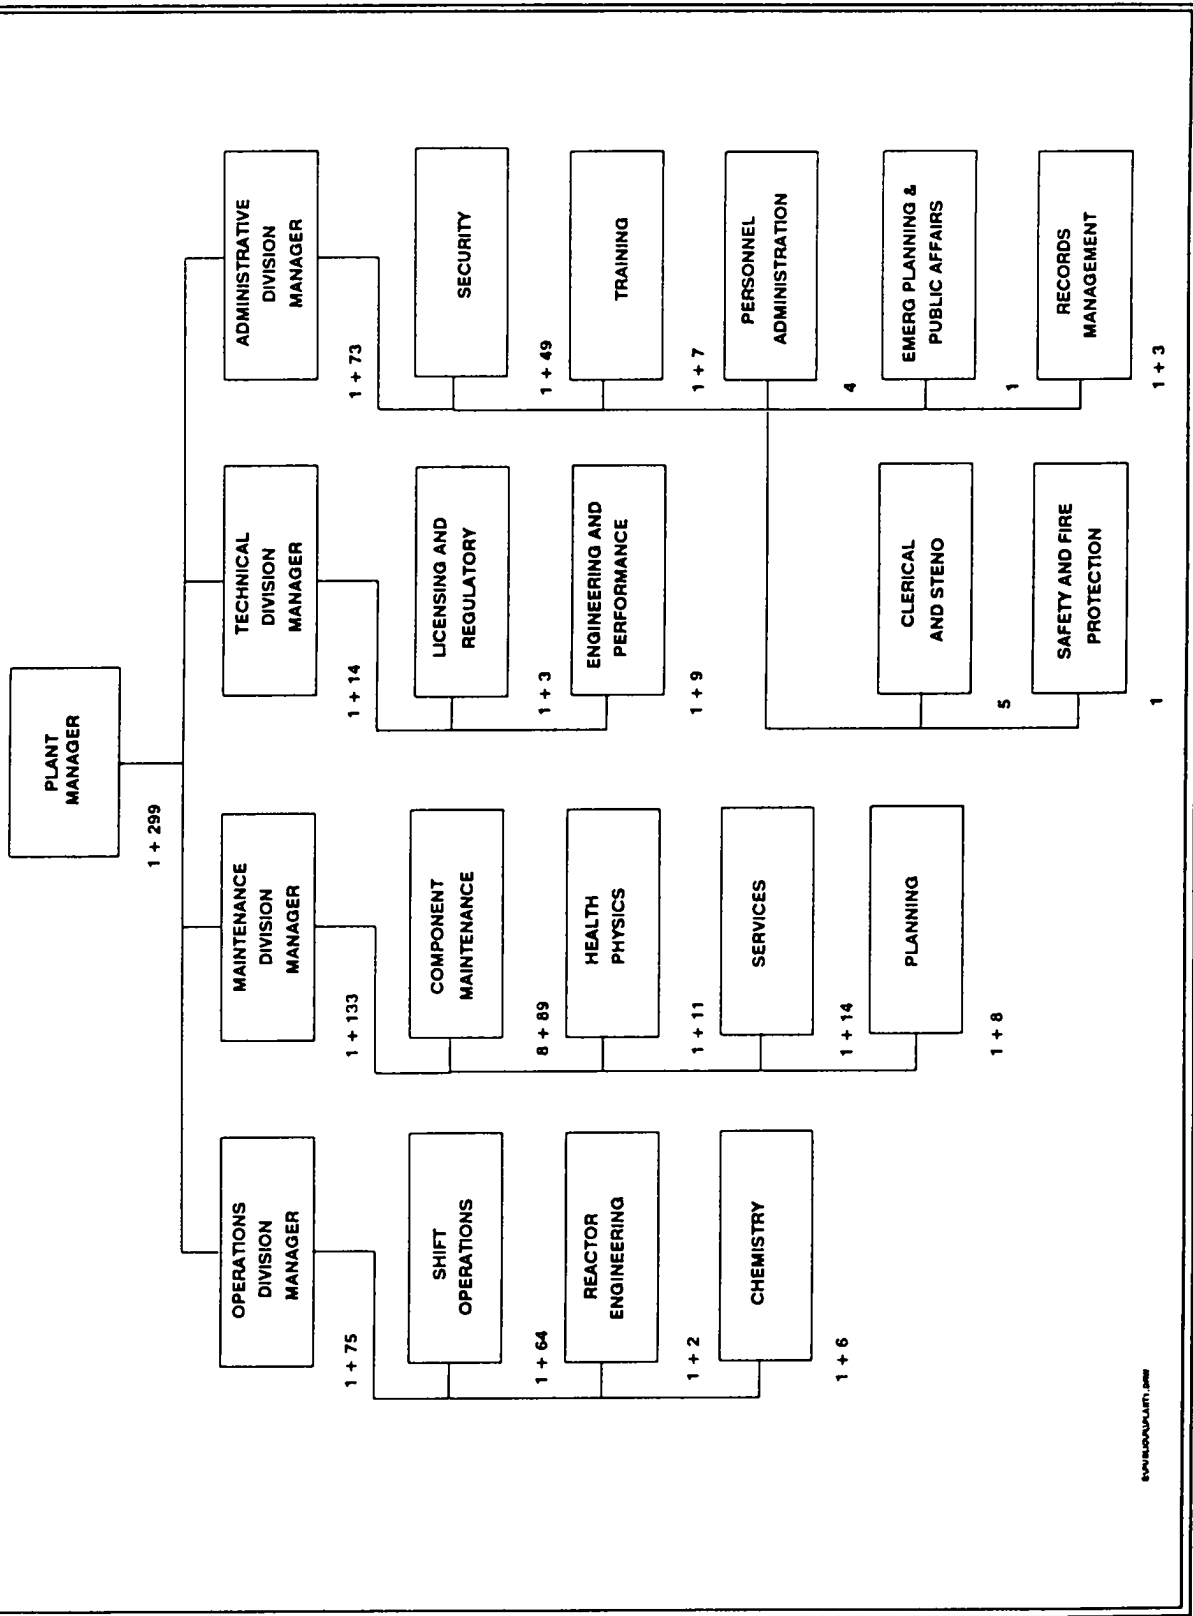 PLANT
MANAGER
1 + 299
OPERATIONS
DIVISION
MANAGER
1 + 75
SHIFT
OPERATIONS
1 + 64
REACTOR
ENGINEERING
1 + 2
CHEMISTRY
1 + 6
MAINTENANCE
DIVISION
MANAGER
1 + 133
COMPONENT
MAINTENANCE
8 + 89
HEALTH
PHYSICS
1 + 11
SERVICES
1 + 14
PLANNING
1 + 8
TECHNICAL
DIVISION
MANAGER
1 + 14
LICENSING AND
REGULATORY
1 + 3
ENGINEERING AND
PERFORMANCE
1 + 9
CLERICAL
AND STENO
5
SAFETY AND FIRE
PROTECTION
1
ADMINISTRATIVE
DIVISION
MANAGER
1 + 73
SECURITY
1 + 49
TRAINING
1 + 7
PERSONNEL
ADMINISTRATION
4
EMERG PLANNING &
PUBLIC AFFAIRS
1
RECORDS
MANAGEMENT
1 + 3